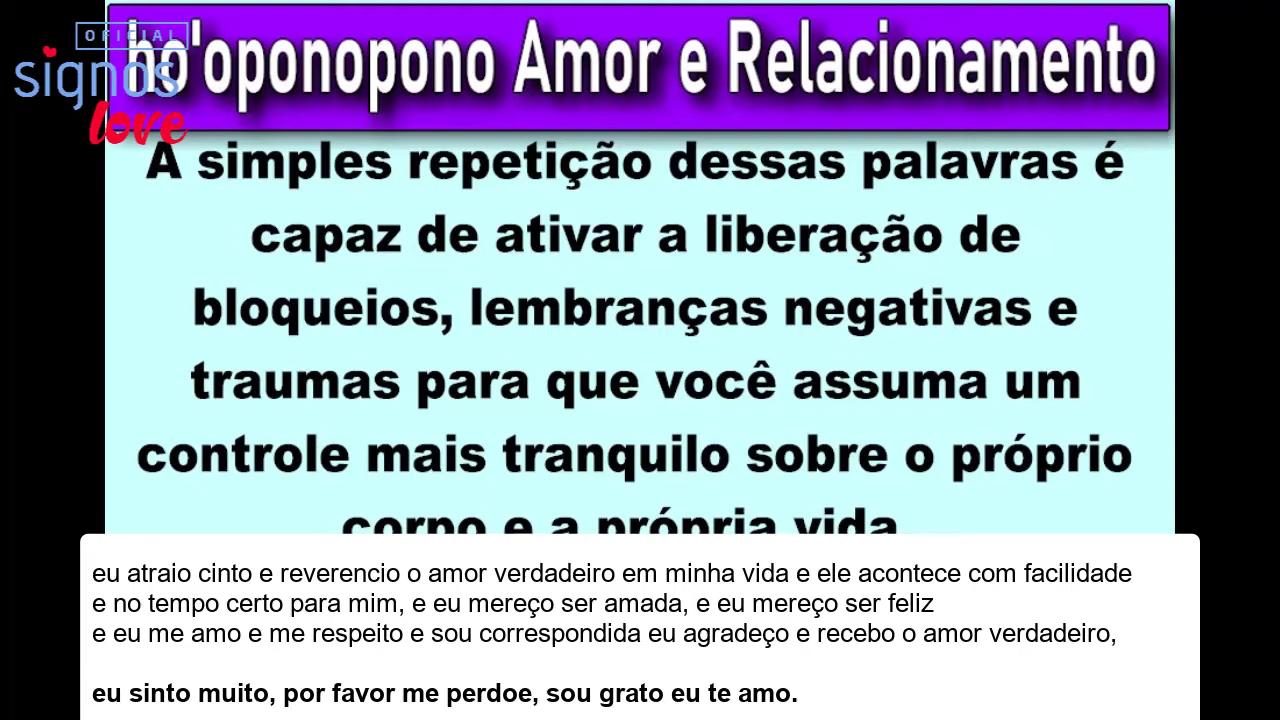 OFICIAL
signos
love
ho'oponopono Amor e Relacionamento
A simples repetição dessas palavras é
capaz de ativar a liberação de
bloqueios, lembranças negativas e
traumas para que você assuma um
controle mais tranquilo sobre o próprio
corpo e a própria vida
eu atraio cinto e reverencio o amor verdadeiro em minha vida e ele acontece com facilidade
e no tempo certo para mim, e eu mereço ser amada, e eu mereço ser feliz
e eu me amo e me respeito e sou correspondida eu agradeço e recebo o amor verdadeiro,
eu sinto muito, por favor me perdoe, sou grato eu te amo.